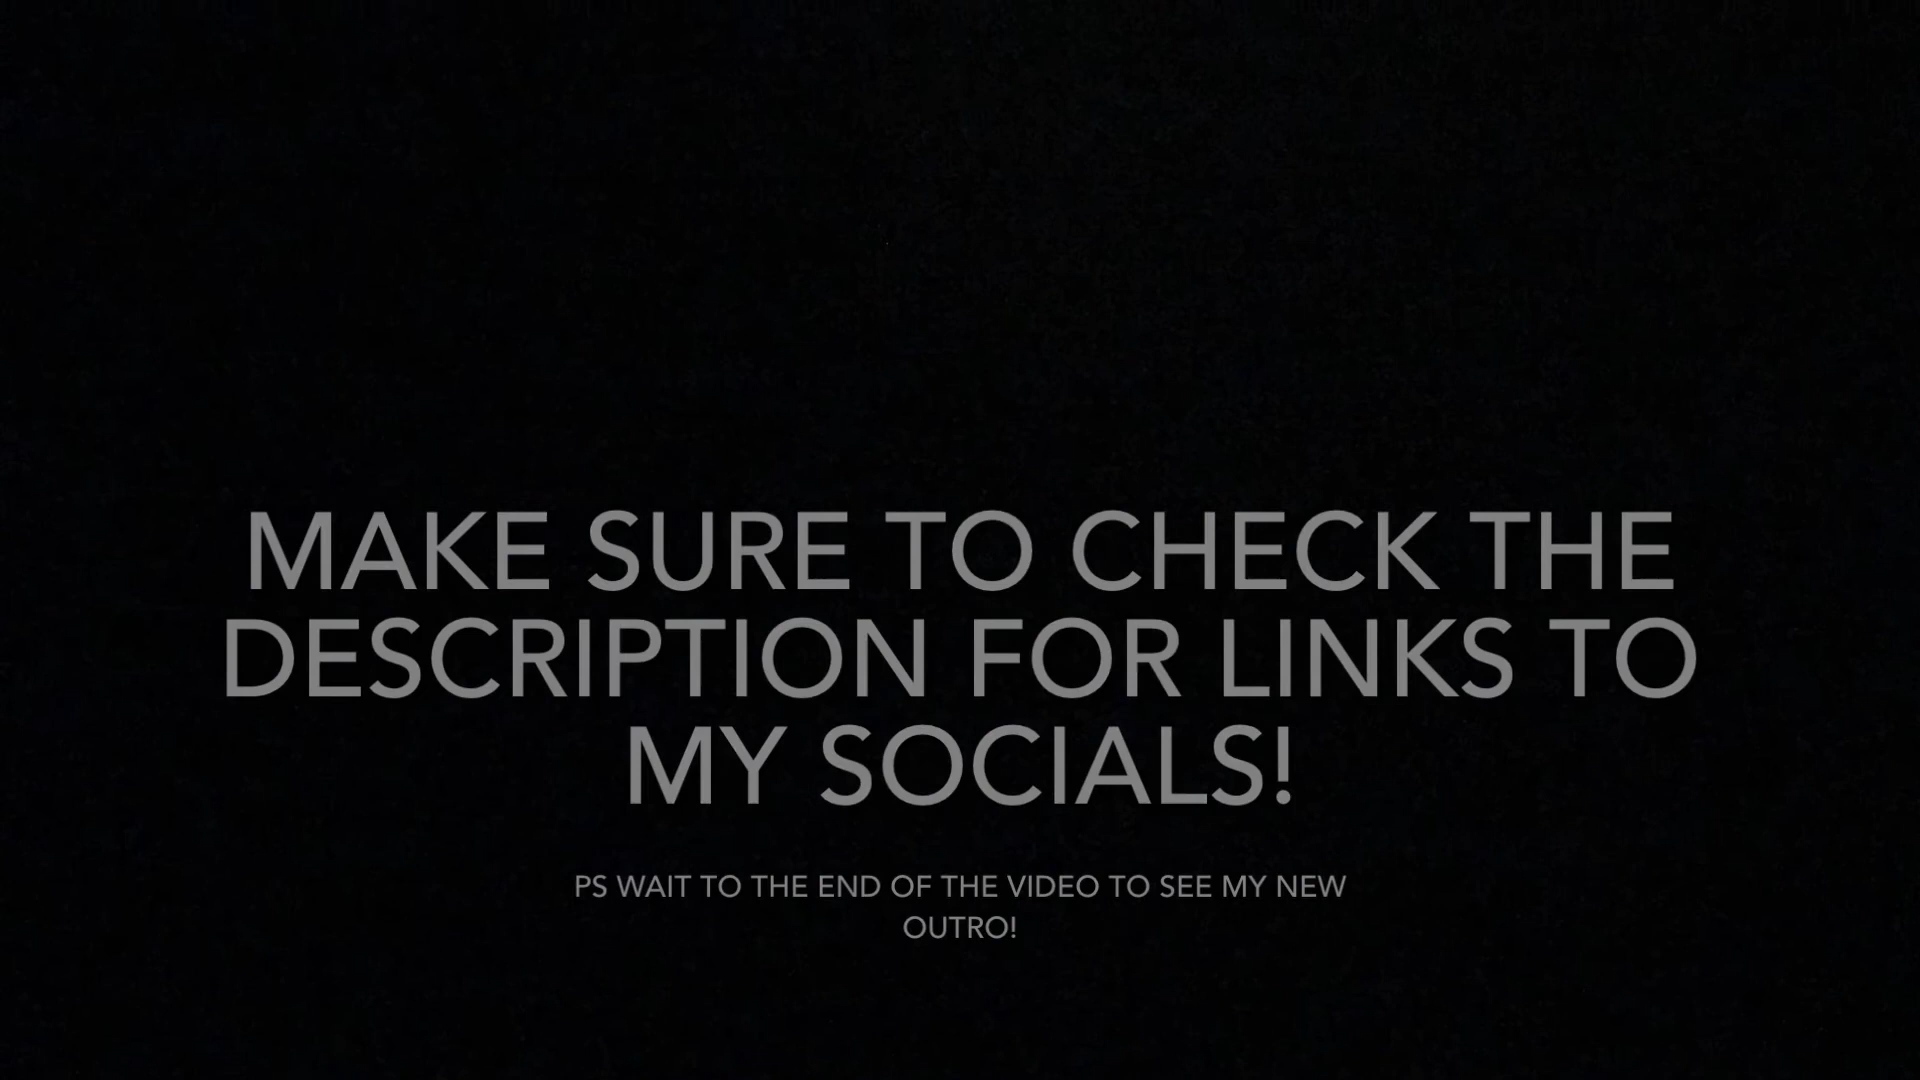 MAKE SURE TO CHECK THE
DESCRIPTION FOR LINKS TO
MY SOCIALS!
PS WAIT TO THE END OF THE VIDEO TO SEE MY NEW
OUTRO!